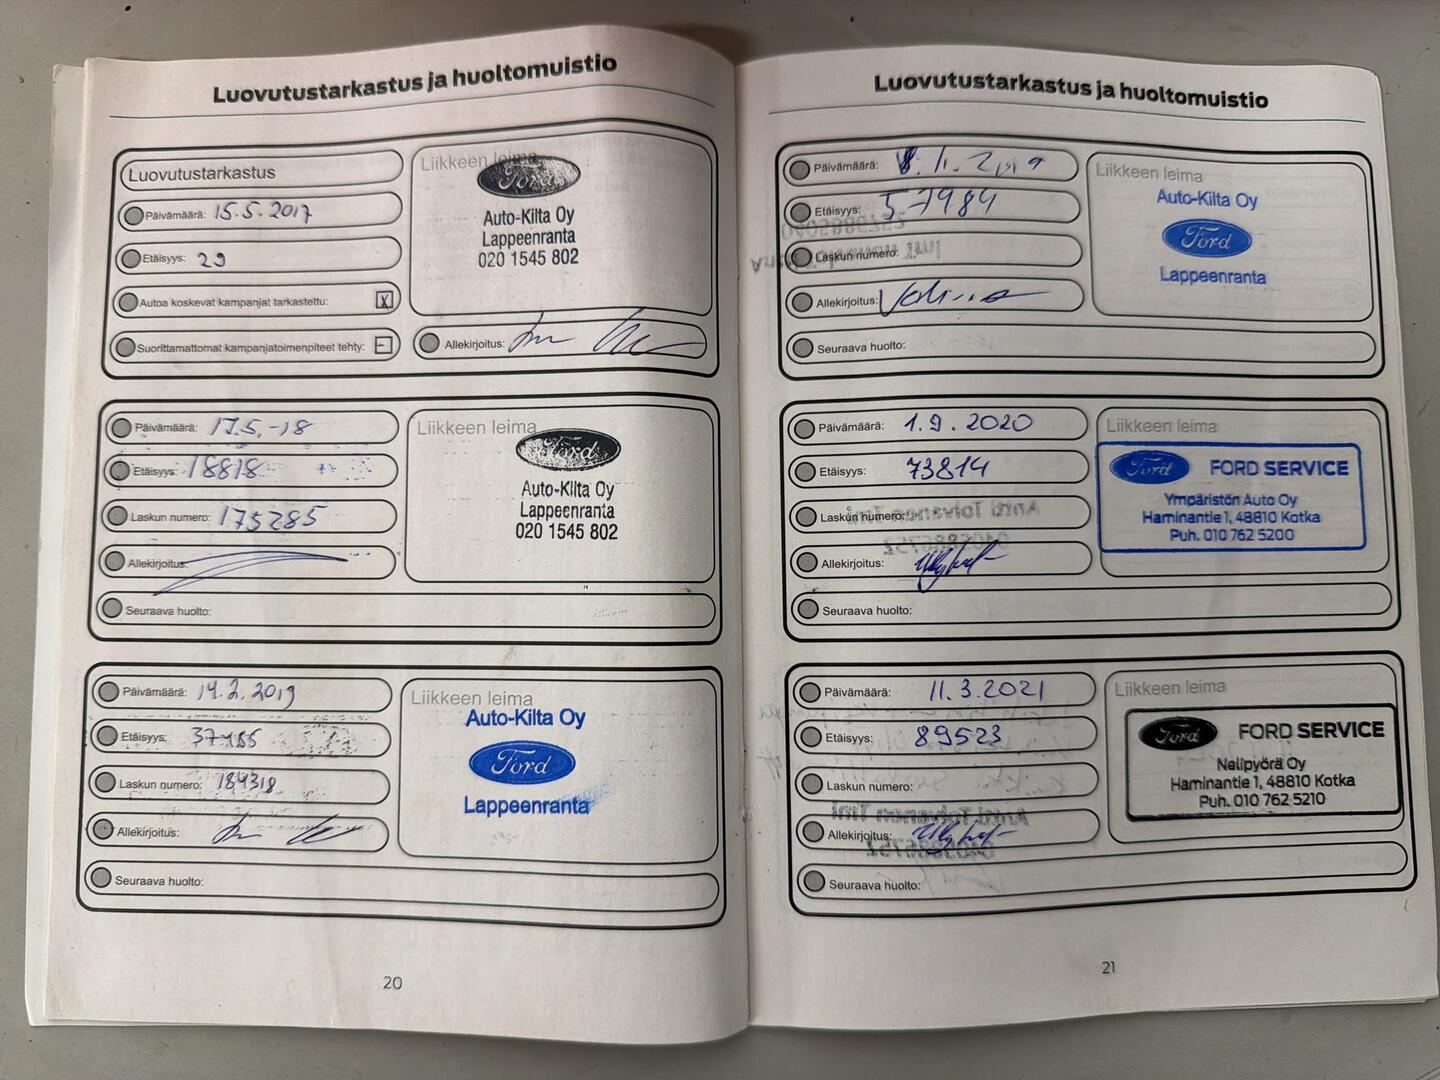 Luovutustarkastus ja huoltomuistio
Luovutustarkastus
Päivämäärä: 15.5.2017
Etäisyys: 29
Autoa koskevat kampanjat tarkastettu: X
Suorittamattomat kampanjatoimenpiteet tehty: -
Liikkeen leima
Ford
Auto-Kilta Oy
Lappeenranta
020 1545 802
Allekirjoitus:
Päivämäärä: 17.5.-18
Etäisyys: 18818
Laskun numero: 175285
Allekirjoitus:
Seuraava huolto:
Liikkeen leima
Ford
Auto-Kilta Oy
Lappeenranta
020 1545 802
Päivämäärä: 14.2.2019
Etäisyys:
Laskun numero: 184318
Allekirjoitus:
Seuraava huolto:
Liikkeen leima
Auto-Kilta Oy
Ford
Lappeenranta
20
Luovutustarkastus ja huoltomuistio
Päivämäärä: 8.11.2019
Etäisyys: 57984
Laskun numero:
Allekirjoitus:
Seuraava huolto:
Liikkeen leima
Auto-Kilta Oy
Ford
Lappeenranta
Päivämäärä: 1.9.2020
Etäisyys: 73814
Laskun numero:
Allekirjoitus:
Seuraava huolto:
Liikkeen leima
Ford FORD SERVICE
Ympäristön Auto Oy
Haminantie 1, 48810 Kotka
Puh. 010 762 5200
Päivämäärä: 11.3.2021
Etäisyys: 89523
Laskun numero:
Allekirjoitus:
Seuraava huolto:
Liikkeen leima
Ford FORD SERVICE
Nelipyörä Oy
Haminantie 1, 48810 Kotka
Puh. 010 762 5210
21